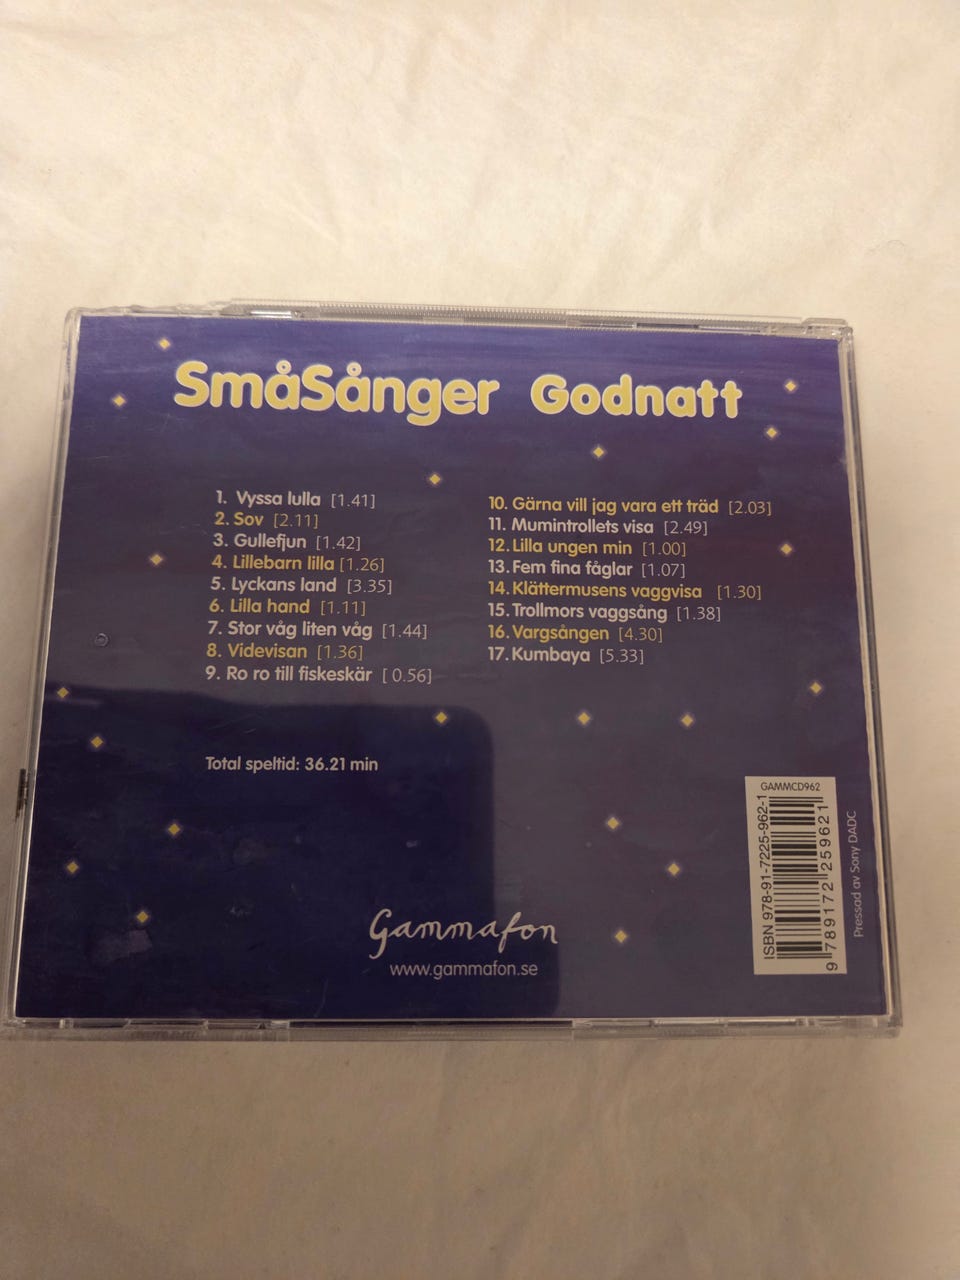 SmåSånger Godnatt
1. Vyssa lulla [1.41]
2. Sov [2.11]
3. Gullefjun [1.42]
4. Lillebarn lilla [1.26]
5. Lyckans land [3.35]
6. Lilla hand [1.11]
7. Stor våg liten våg [1.44]
8. Videvisan [1.36]
9. Ro ro till fiskeskär [ 0.56]
10. Gärna vill jag vara ett träd [2.03]
11. Mumintrollets visa [2.49]
12. Lilla ungen min [1.00]
13. Fem fina fåglar [1.07]
14. Klättermusens vaggvisa [1.30]
15. Trollmors vaggsång [1.38]
16. Vargsången [4.30]
17. Kumbaya [5.33]
Total speltid: 36.21 min
Gammafon
www.gammafon.se
GAMMCD962
ISBN 978-91-7225-962-1
9 789172 259621
Pressad av Sony DADC